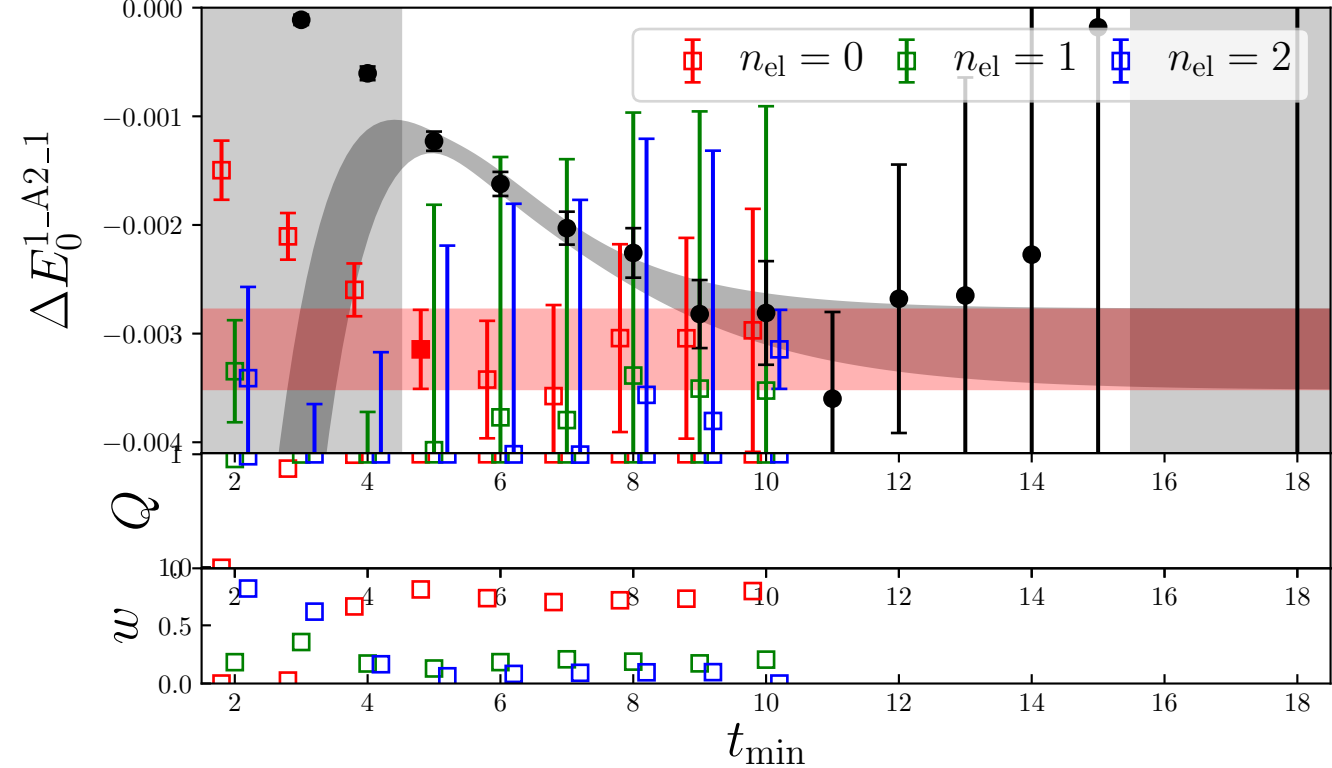 n_el = 0 n_el = 1 n_el = 2
ΔE_0^{1_A2_1}
0.000
−0.001
−0.002
−0.003
−0.004
2 4 6 8 10 12 14 16 18
Q
1
0
1.0
2 4 6 8 10 12 14 16 18
w
0.5
0.0
2 4 6 8 10 12 14 16 18
t_min